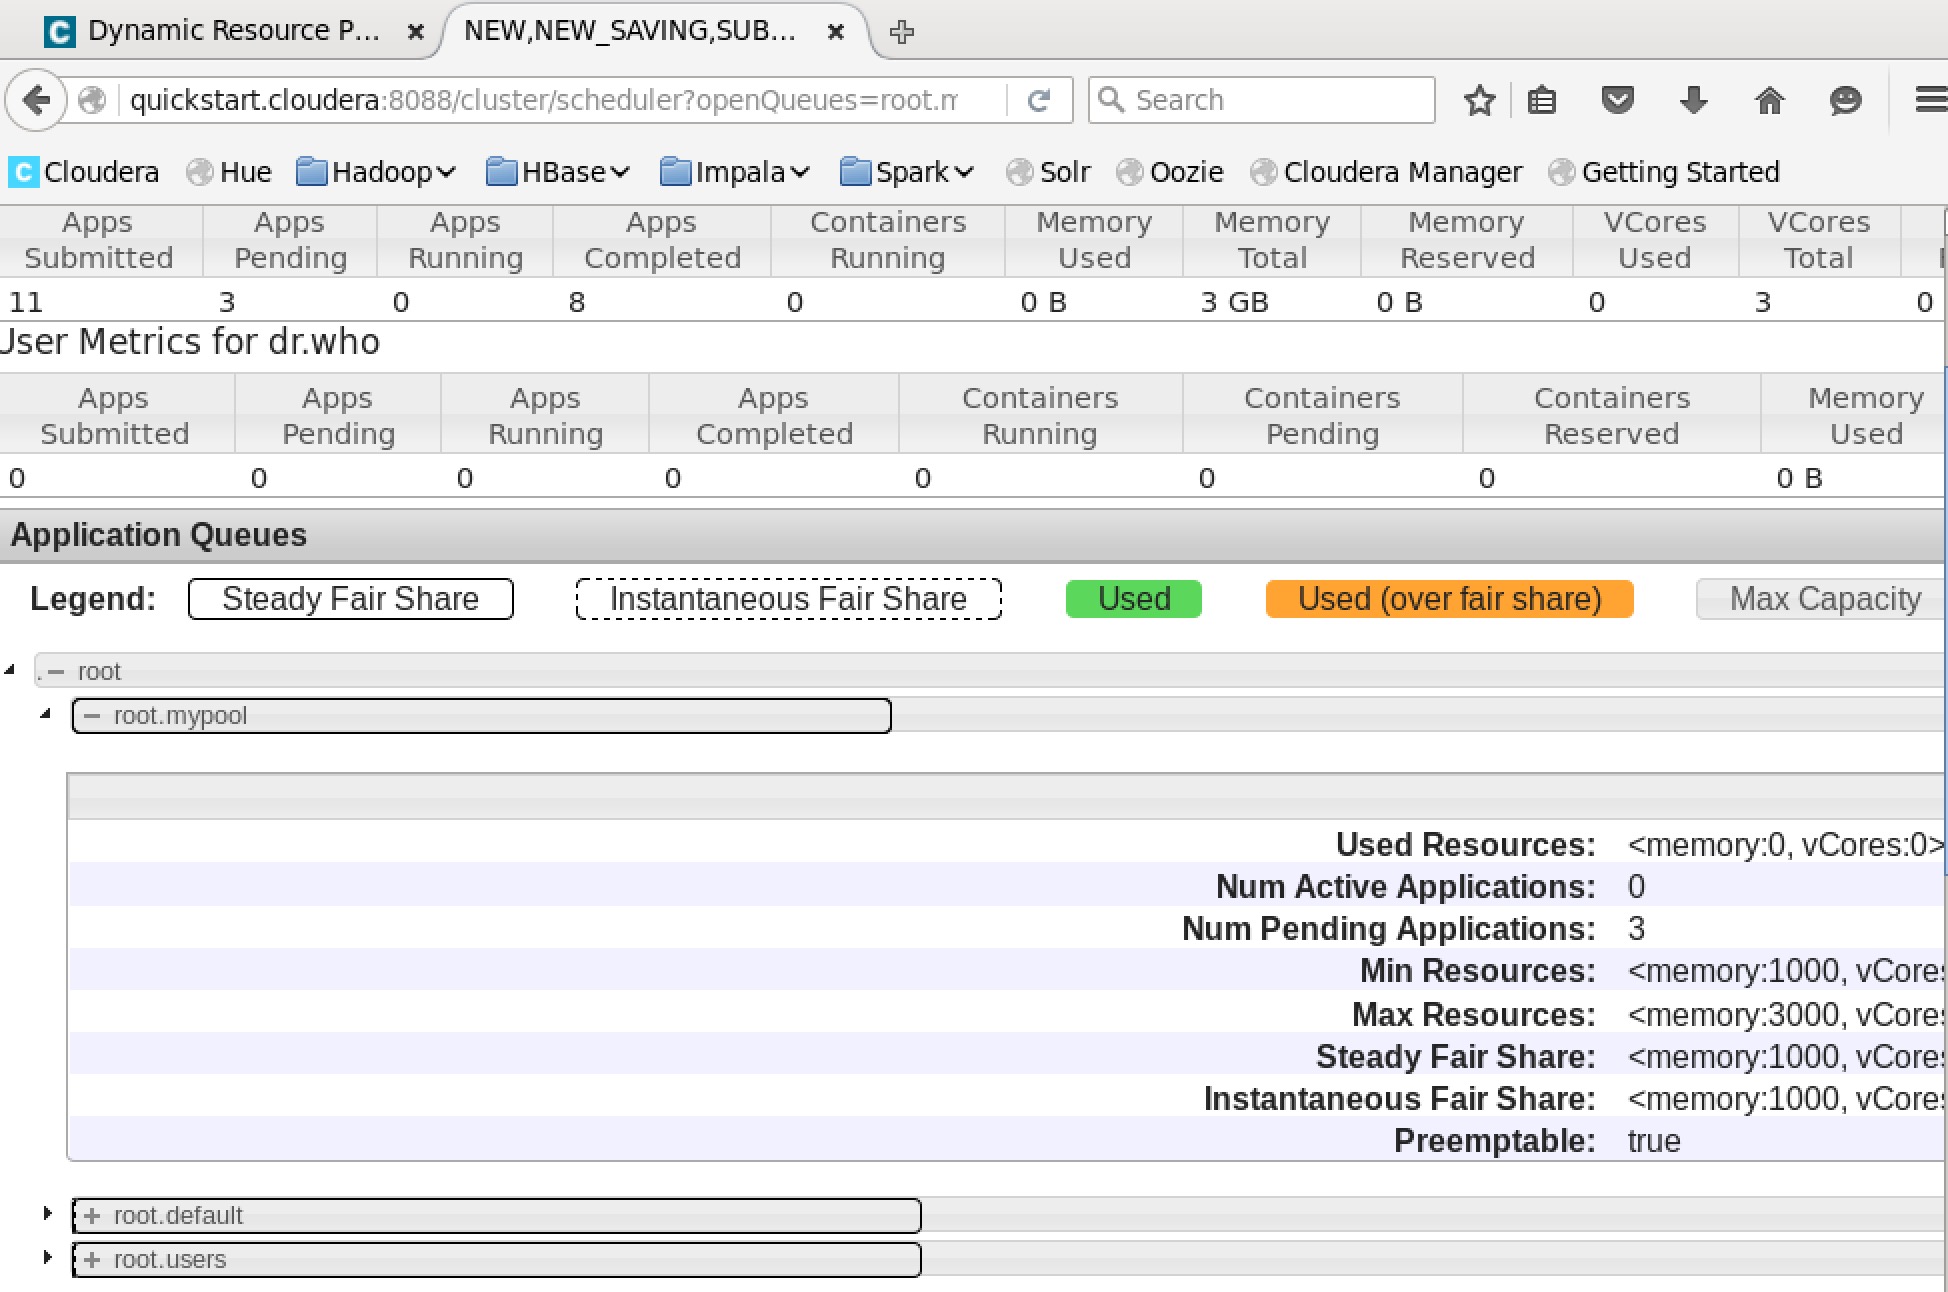 Dynamic Resource P...
NEW,NEW_SAVING,SUB...
quickstart.cloudera:8088/cluster/scheduler?openQueues=root.m
Search
Cloudera Hue Hadoop HBase Impala Spark Solr Oozie Cloudera Manager Getting Started
Apps Submitted Apps Pending Apps Running Apps Completed Containers Running Memory Used Memory Total Memory Reserved VCores Used VCores Total
11 3 0 8 0 0 B 3 GB 0 B 0 3 0
User Metrics for dr.who
Apps Submitted Apps Pending Apps Running Apps Completed Containers Running Containers Pending Containers Reserved Memory Used
0 0 0 0 0 0 0 0 B
Application Queues
Legend: Steady Fair Share Instantaneous Fair Share Used Used (over fair share) Max Capacity
root
root.mypool
Used Resources: <memory:0, vCores:0>
Num Active Applications: 0
Num Pending Applications: 3
Min Resources: <memory:1000, vCores
Max Resources: <memory:3000, vCores
Steady Fair Share: <memory:1000, vCores
Instantaneous Fair Share: <memory:1000, vCores
Preemptable: true
root.default
root.users